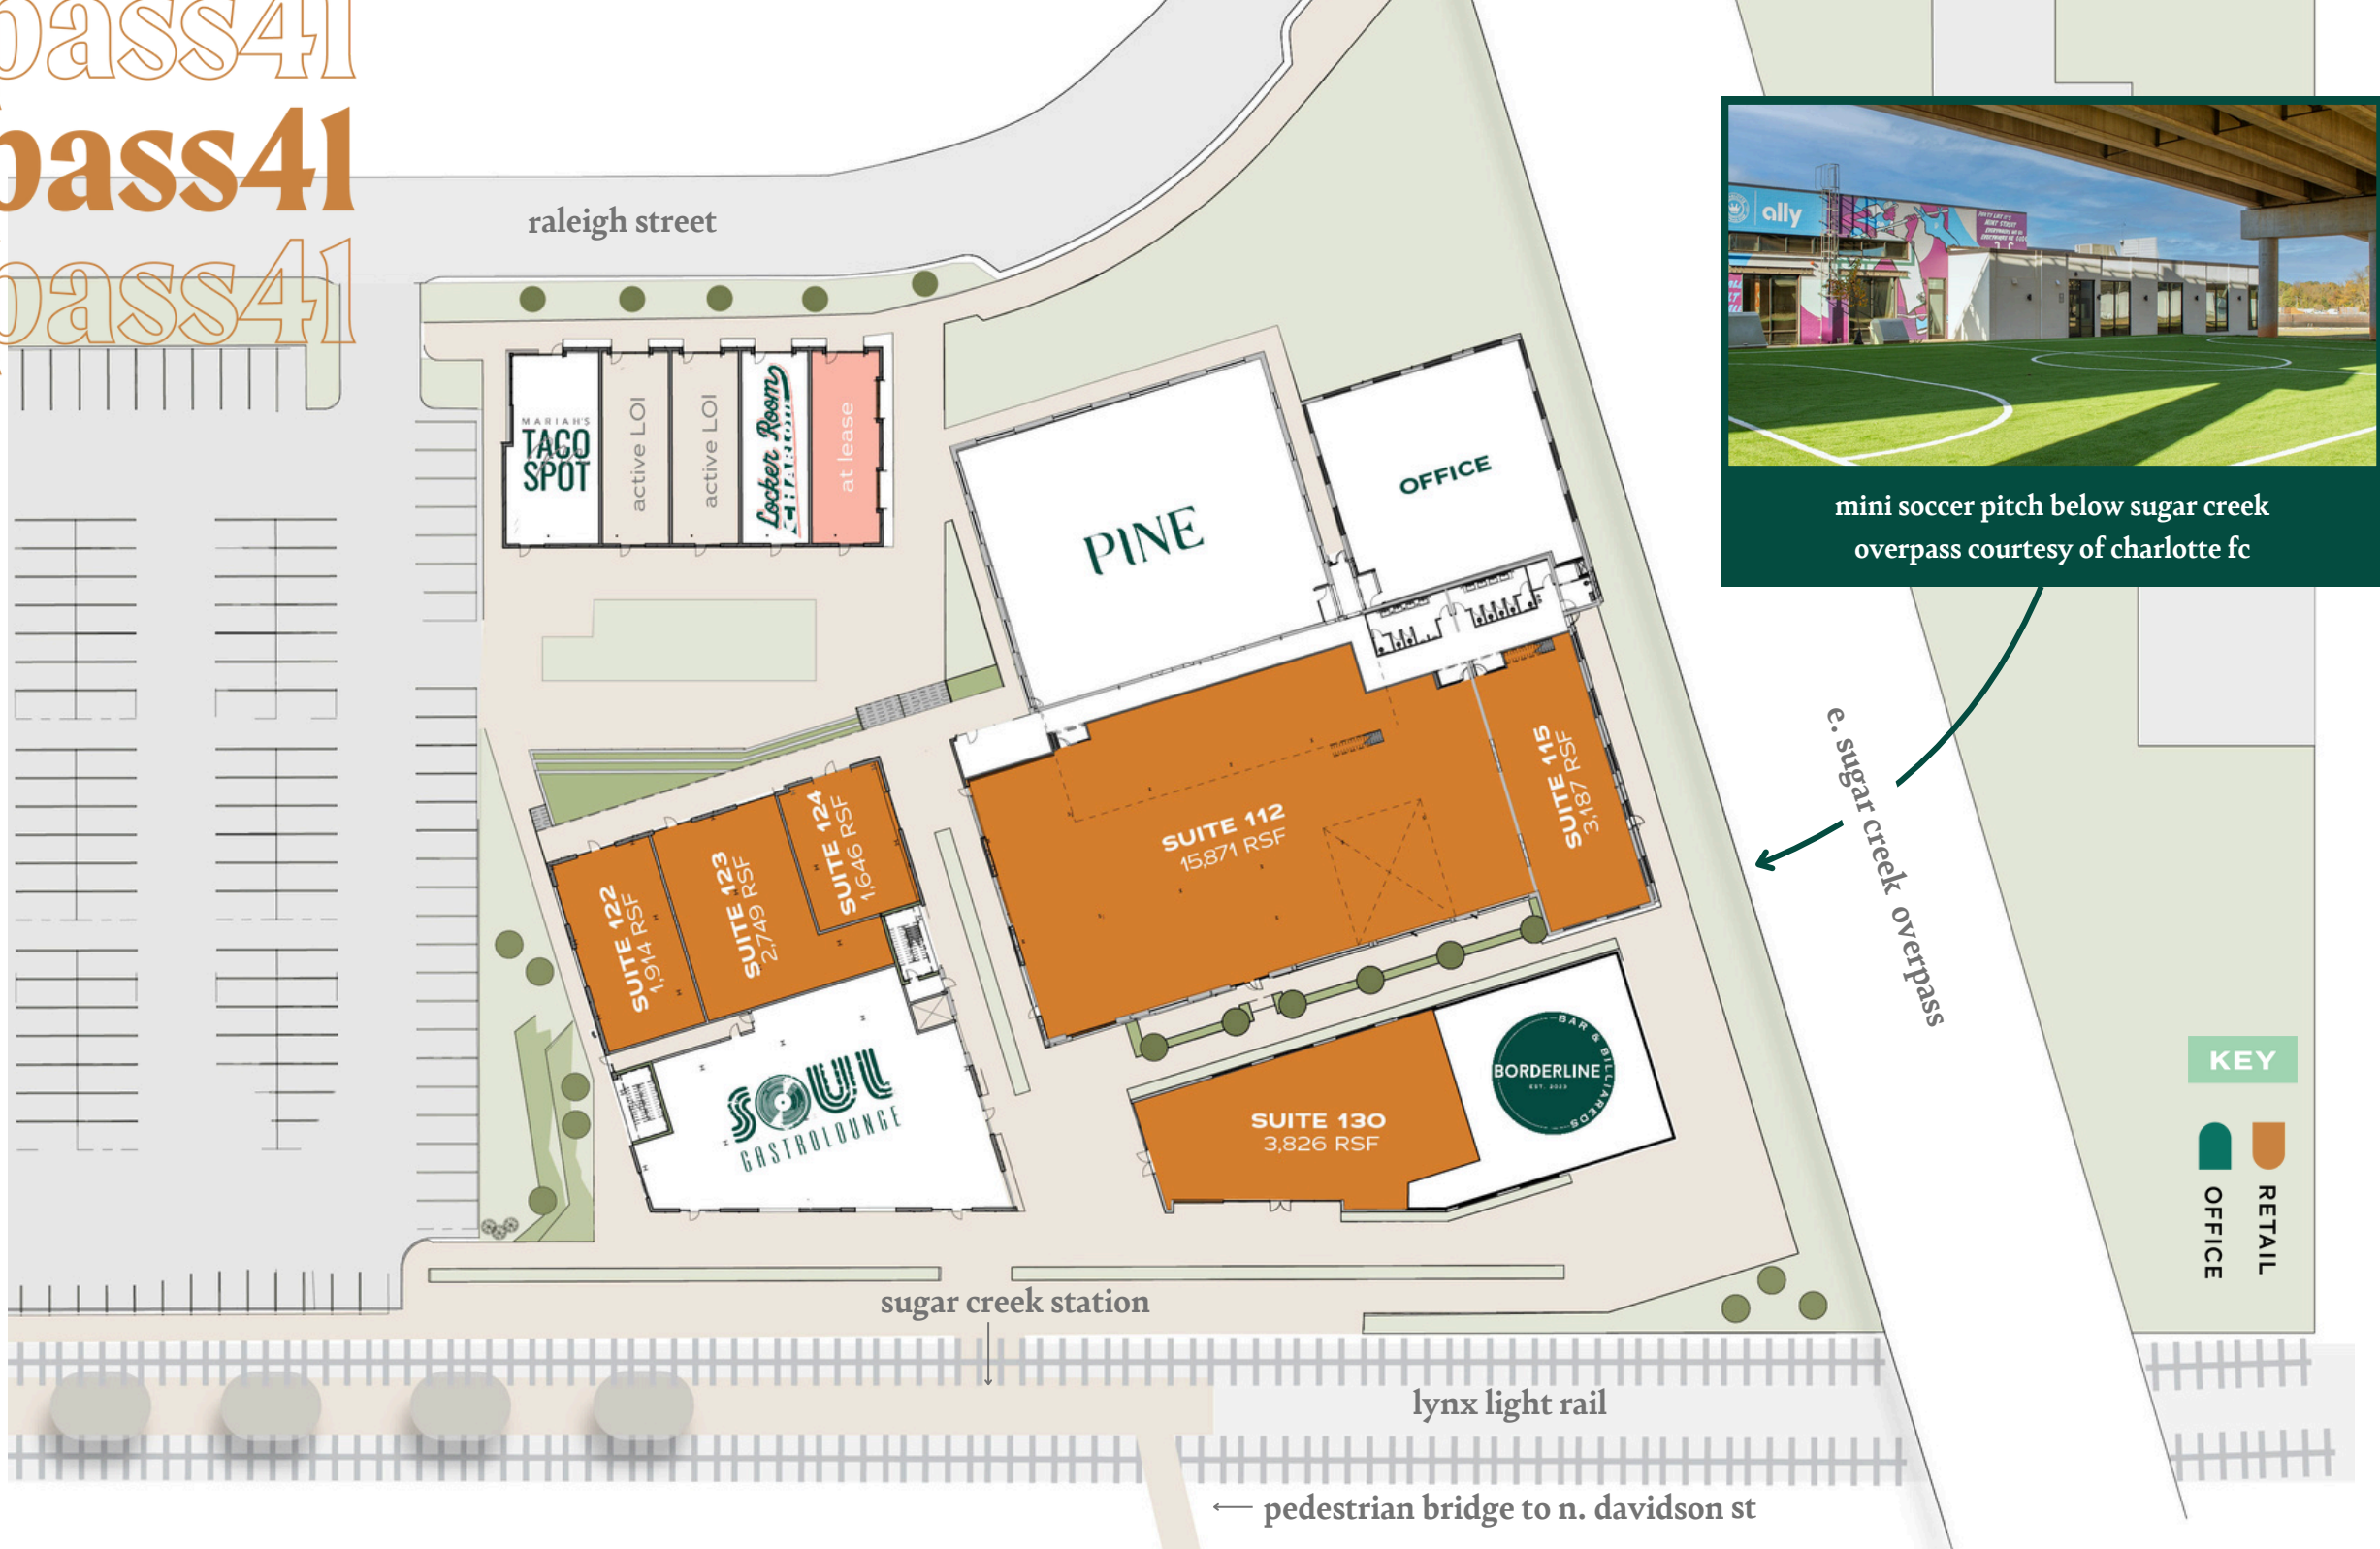 pass41
pass41
pass41
raleigh street
MARIAH'S
TACO
SPOT
active LOI
active LOI
Locker Room
at lease
PINE
OFFICE
ally
mini soccer pitch below sugar creek
overpass courtesy of charlotte fc
e. sugar creek overpass
SUITE 112
15,871 RSF
SUITE 115
3,187 RSF
SUITE 122
1,914 RSF
SUITE 123
2,749 RSF
SUITE 124
1,646 RSF
SOUL
GASTROLOUNGE
SUITE 130
3,826 RSF
BAR & BILLIAREDS
BORDERLINE
EST. 2023
KEY
RETAIL
OFFICE
sugar creek station
lynx light rail
← pedestrian bridge to n. davidson st